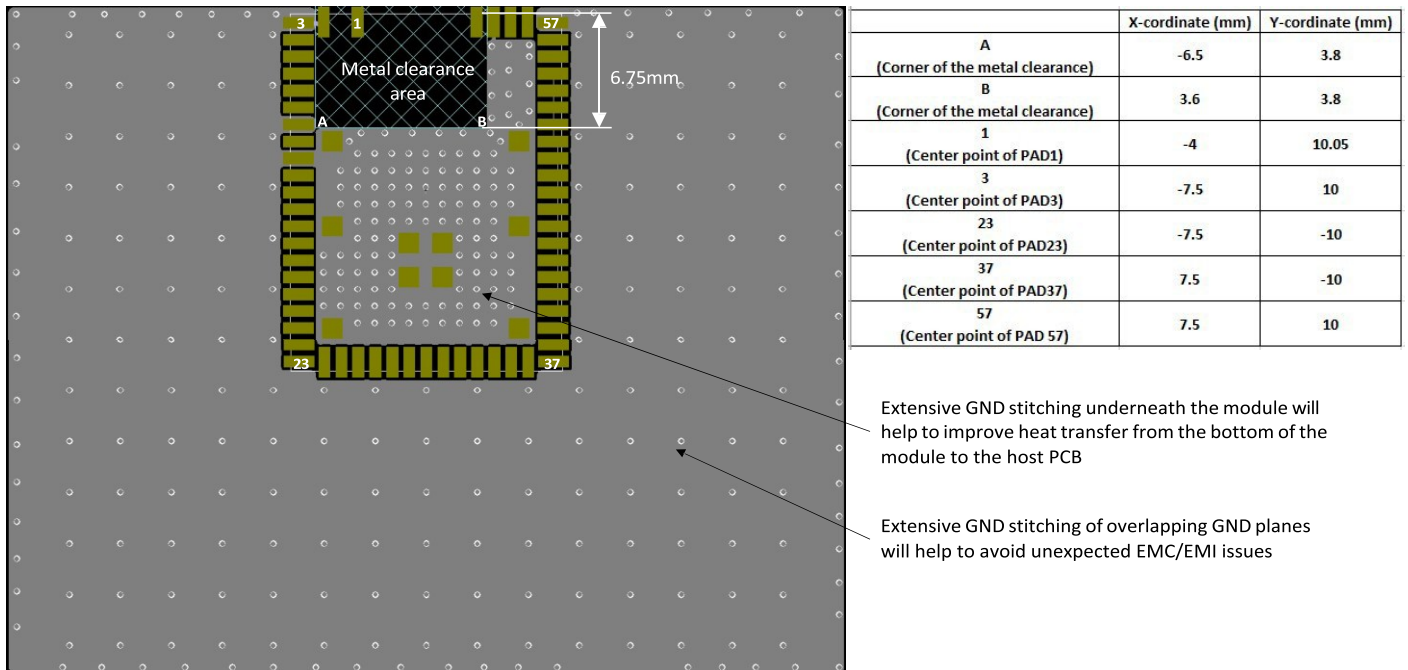 3 1 57
Metal clearance
area
6.75mm
A B
23 37
X-cordinate (mm) Y-cordinate (mm)
A
(Corner of the metal clearance) -6.5 3.8
B
(Corner of the metal clearance) 3.6 3.8
1
(Center point of PAD1) -4 10.05
3
(Center point of PAD3) -7.5 10
23
(Center point of PAD23) -7.5 -10
37
(Center point of PAD37) 7.5 -10
57
(Center point of PAD 57) 7.5 10
Extensive GND stitching underneath the module will
help to improve heat transfer from the bottom of the
module to the host PCB
Extensive GND stitching of overlapping GND planes
will help to avoid unexpected EMC/EMI issues